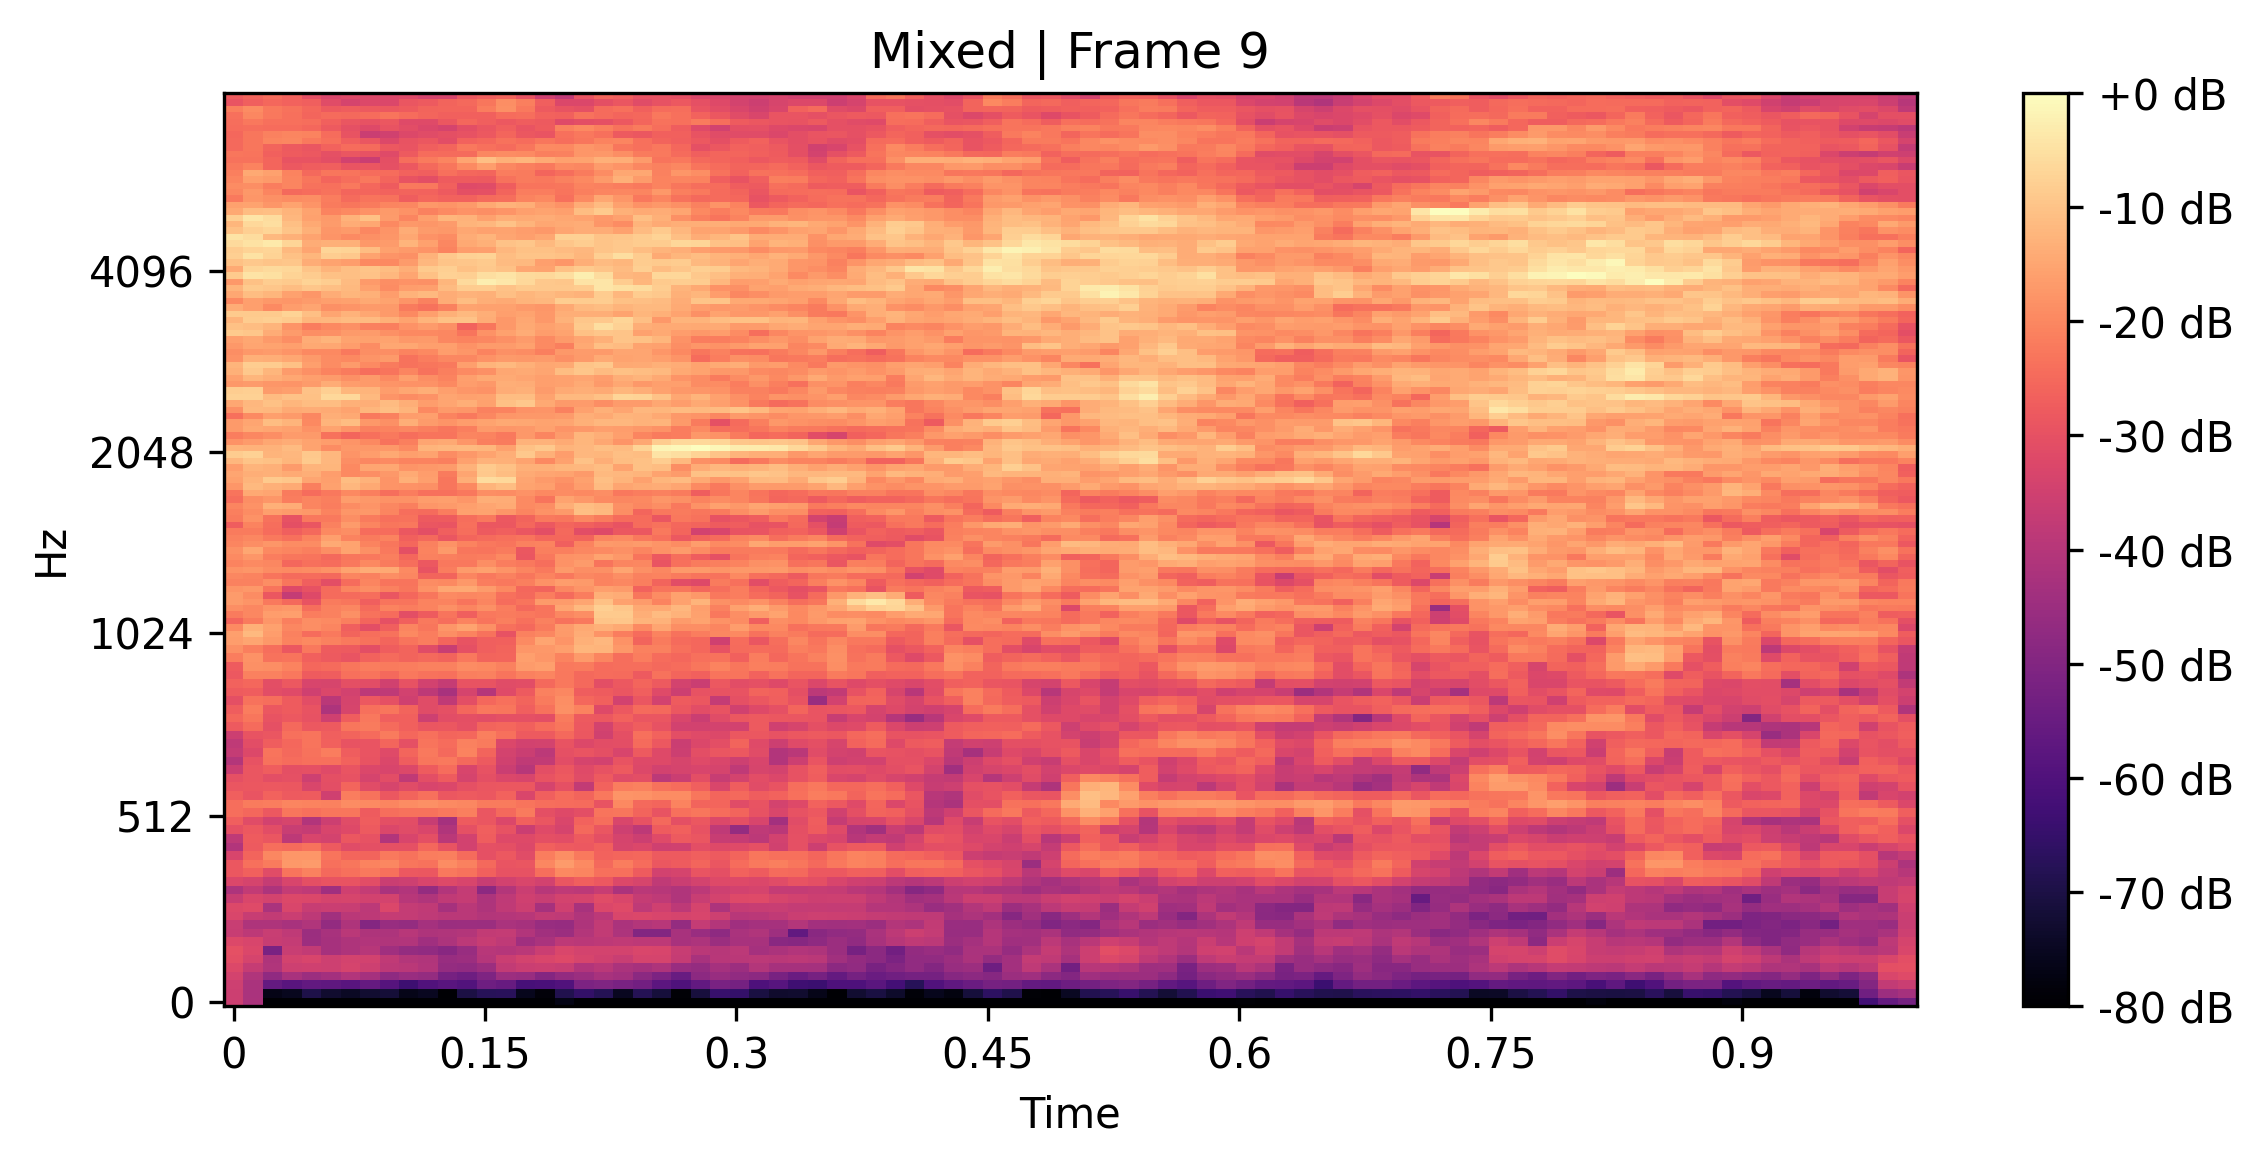 Mixed | Frame 9
Hz
4096
2048
1024
512
0
0 0.15 0.3 0.45 0.6 0.75 0.9
Time
+0 dB
-10 dB
-20 dB
-30 dB
-40 dB
-50 dB
-60 dB
-70 dB
-80 dB